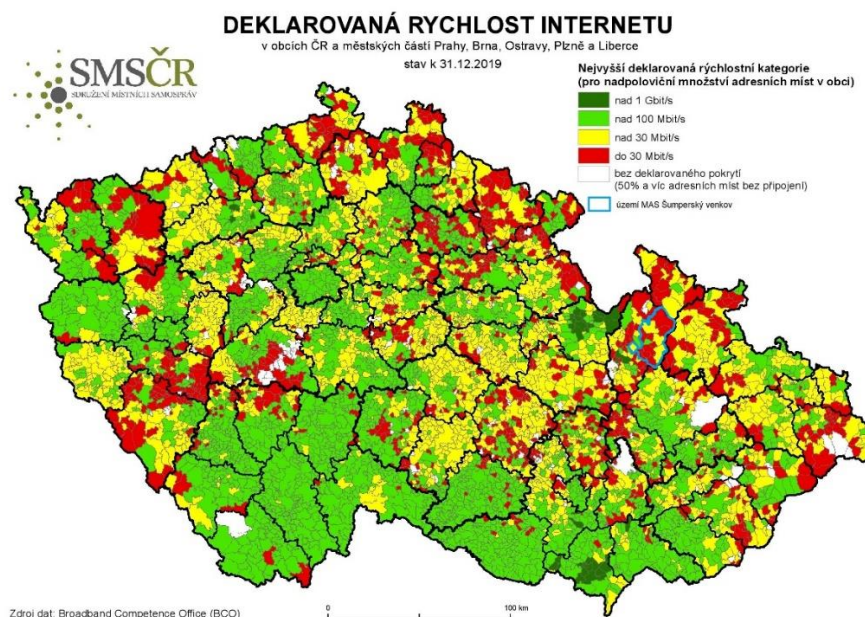 DEKLAROVANÁ RYCHLOST INTERNETU
v obcích ČR a městských částí Prahy, Brna, Ostravy, Plzně a Liberce
stav k 31.12.2019
SMSČR
SDRUŽENÍ MÍSTNÍCH SAMOSPRÁV
Nejvyšší deklarovaná rýchlostní kategorie
(pro nadpoloviční množství adresních míst v obci)
nad 1 Gbit/s
nad 100 Mbit/s
nad 30 Mbit/s
do 30 Mbit/s
bez deklarovaného pokrytí
(50% a víc adresních míst bez připojení)
území MAS Šumperský venkov
Zdroj dat: Broadband Competence Office (BCO)
0
100 km